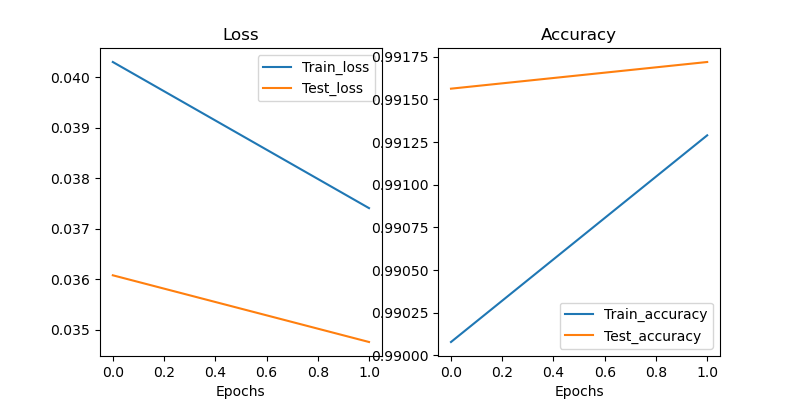 Loss
0.040
0.039
0.038
0.037
0.036
0.035
Train_loss
Test_loss
0.0 0.2 0.4 0.6 0.8 1.0
Epochs
Accuracy
0.99175
0.99150
0.99125
0.99100
0.99075
0.99050
0.99025
0.99000
Train_accuracy
Test_accuracy
0.0 0.2 0.4 0.6 0.8 1.0
Epochs